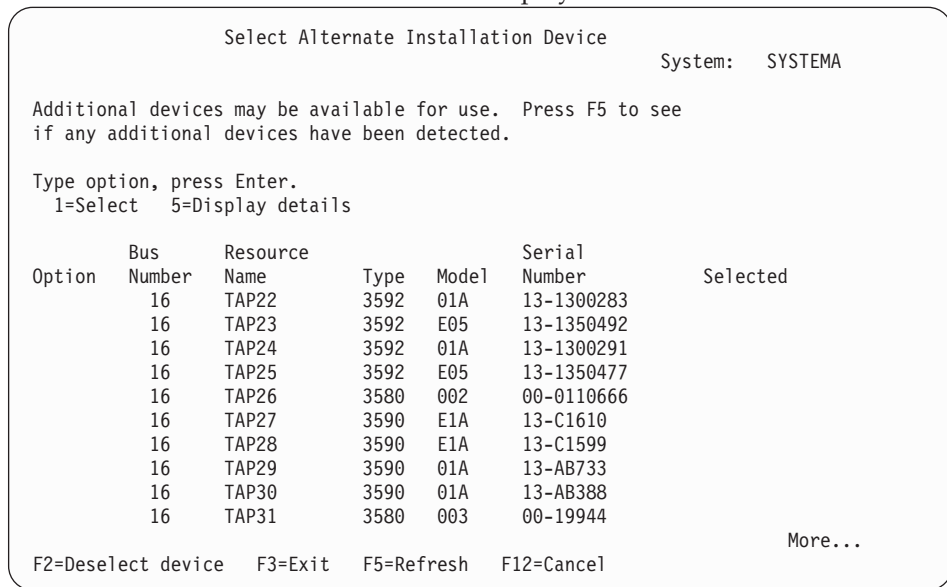 Select Alternate Installation Device
System: SYSTEMA
Additional devices may be available for use. Press F5 to see
if any additional devices have been detected.
Type option, press Enter.
1=Select 5=Display details
Bus Resource Serial
Option Number Name Type Model Number Selected
16 TAP22 3592 01A 13-1300283
16 TAP23 3592 E05 13-1350492
16 TAP24 3592 01A 13-1300291
16 TAP25 3592 E05 13-1350477
16 TAP26 3580 002 00-0110666
16 TAP27 3590 E1A 13-C1610
16 TAP28 3590 E1A 13-C1599
16 TAP29 3590 01A 13-AB733
16 TAP30 3590 01A 13-AB388
16 TAP31 3580 003 00-19944
More...
F2=Deselect device F3=Exit F5=Refresh F12=Cancel